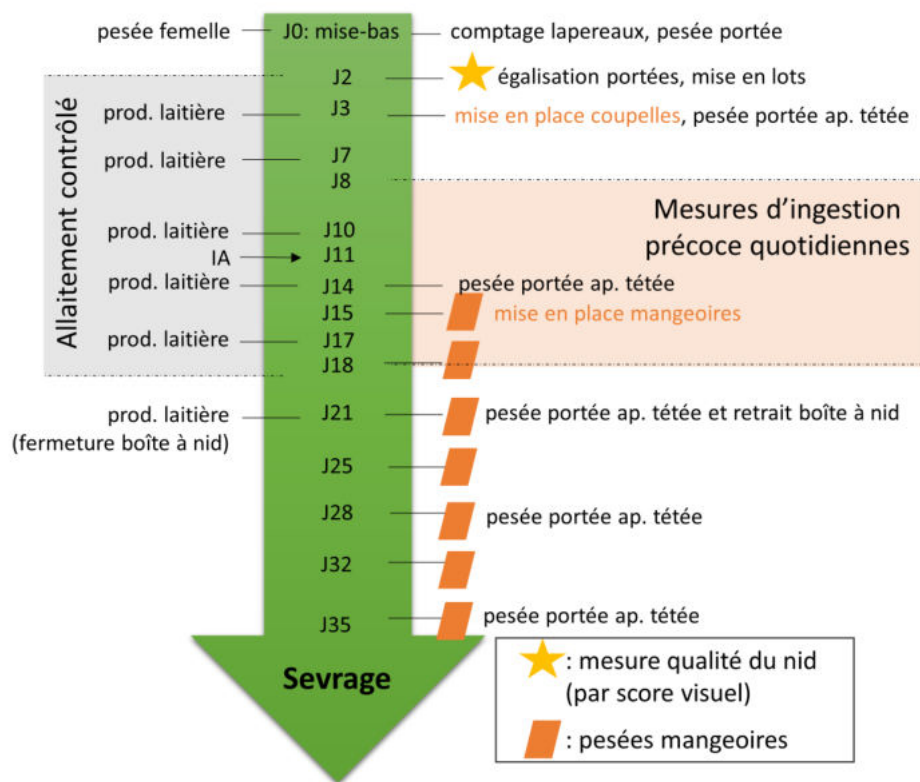 pesée femelle
J0: mise-bas
comptage lapereaux, pesée portée
J2
égalisation portées, mise en lots
Allaitement contrôlé
prod. laitière
J3
mise en place coupelles, pesée portée ap. tétée
prod. laitière
J7
J8
Mesures d'ingestion
précoce quotidiennes
prod. laitière
J10
IA
J11
prod. laitière
J14
pesée portée ap. tétée
J15
mise en place mangeoires
prod. laitière
J17
J18
prod. laitière
(fermeture boîte à nid)
J21
pesée portée ap. tétée et retrait boîte à nid
J25
J28
pesée portée ap. tétée
J32
J35
pesée portée ap. tétée
Sevrage
: mesure qualité du nid
(par score visuel)
: pesées mangeoires